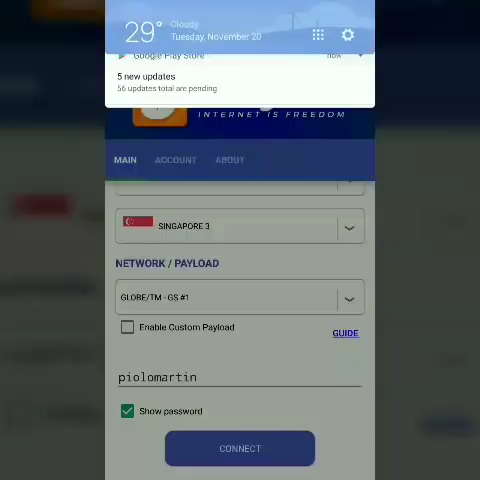 29°
Cloudy
Tuesday, November 20
Google Play Store
now
5 new updates
56 updates total are pending
INTERNET IS FREEDOM
MAIN
ACCOUNT
ABOUT
SINGAPORE 3
NETWORK / PAYLOAD
GLOBE/TM - GS #1
Enable Custom Payload
GUIDE
piolomartin
Show password
CONNECT